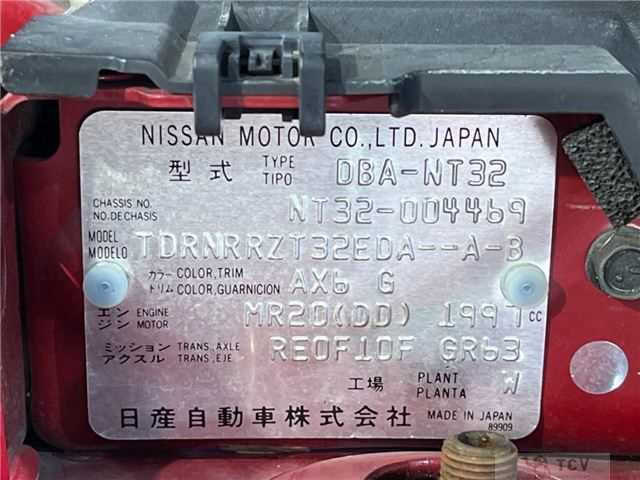 NISSAN MOTOR CO.,LTD. JAPAN
型式 TYPE TIPO DBA-NT32
CHASSIS NO. NO.DE CHASIS NT32-004469
MODEL MODELO TDRNRRZT32EDA--A-B
カラー COLOR,TRIM トリム COLOR,GUARNICION AX6 G
エンジン ENGINE MOTOR MR20(DD) 1997 cc
ミッション TRANS,AXLE アクスル TRANS,EJE RE0F10F GR63
工場 PLANT PLANTA W
日産自動車株式会社 MADE IN JAPAN
89909
TCV